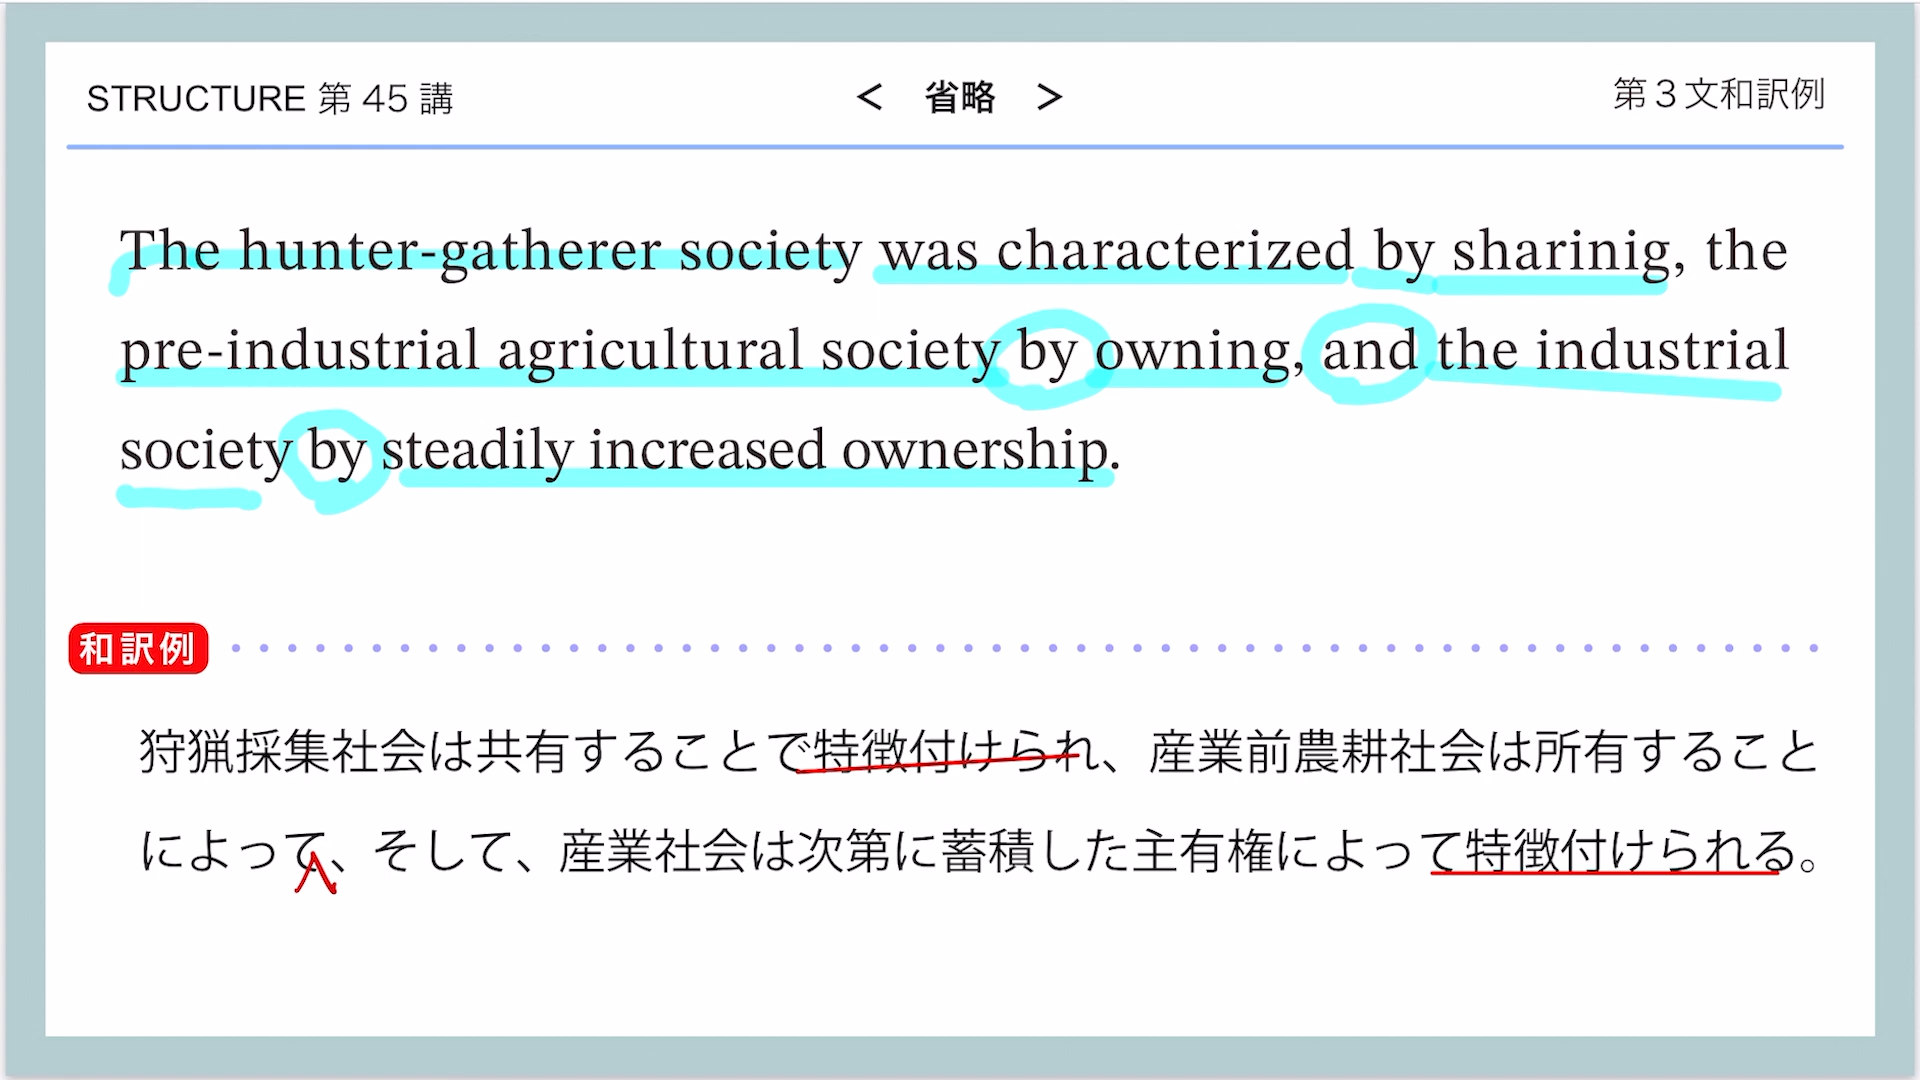 STRUCTURE 第 45 講
< 省略 >
第３文和訳例
The hunter-gatherer society was characterized by sharinig, the
pre-industrial agricultural society by owning, and the industrial
society by steadily increased ownership.
和訳例
狩猟採集社会は共有することで特徴付けられ、産業前農耕社会は所有すること
によって、そして、産業社会は次第に蓄積した主有権によって特徴付けられる。